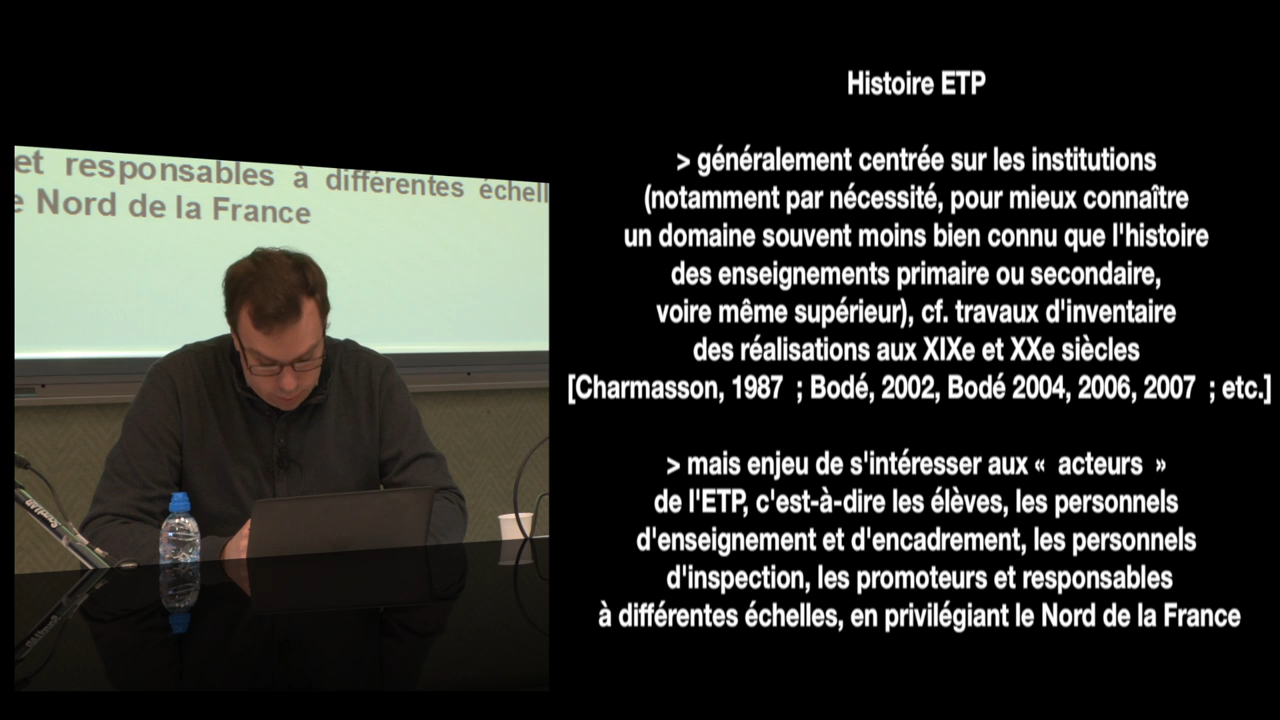 et responsables à différentes échell
e Nord de la France
Histoire ETP
> généralement centrée sur les institutions
(notamment par nécessité, pour mieux connaître
un domaine souvent moins bien connu que l'histoire
des enseignements primaire ou secondaire,
voire même supérieur), cf. travaux d'inventaire
des réalisations aux XIXe et XXe siècles
[Charmasson, 1987  ; Bodé, 2002, Bodé 2004, 2006, 2007  ; etc.]
> mais enjeu de s'intéresser aux «  acteurs  »
de l'ETP, c'est-à-dire les élèves, les personnels
d'enseignement et d'encadrement, les personnels
d'inspection, les promoteurs et responsables
à différentes échelles, en privilégiant le Nord de la France